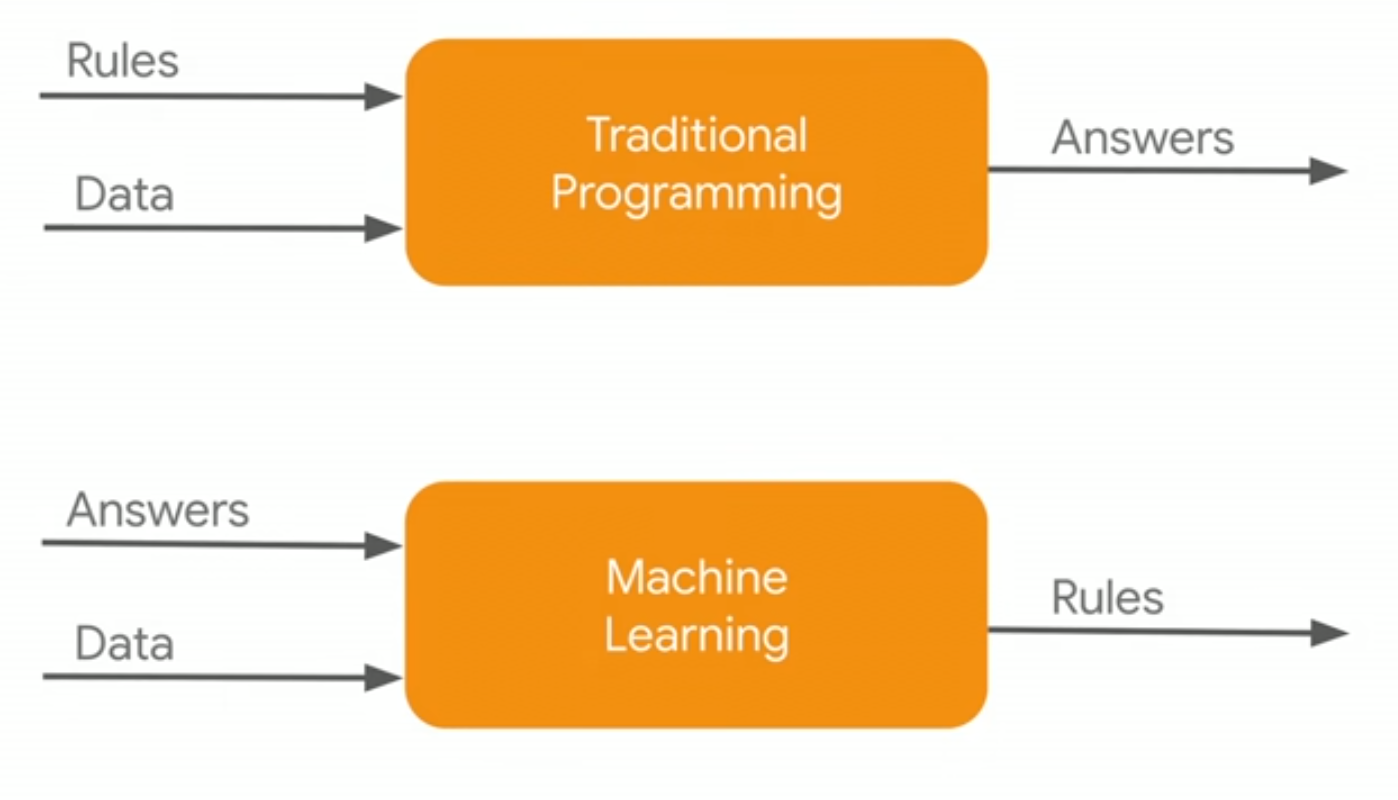 Rules
Data
Traditional
Programming
Answers
Answers
Data
Machine
Learning
Rules